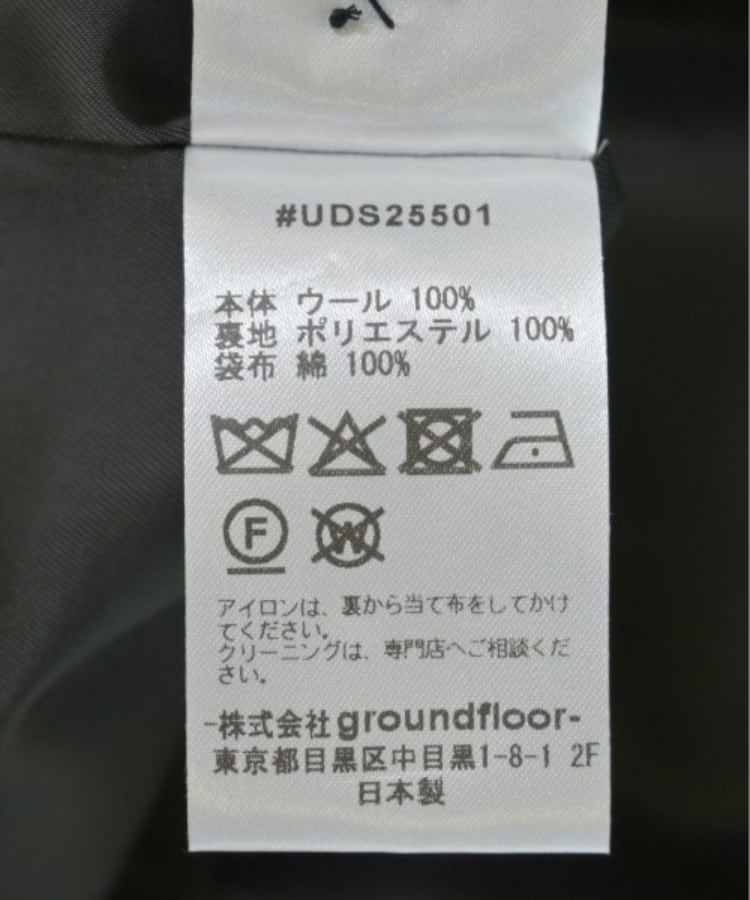 #UDS25501
本体 ウール 100%
裏地 ポリエステル 100%
袋布 綿 100%
F
W
アイロンは、裏から当て布をしてかけ
てください。
クリーニングは、専門店へご相談くだ
さい。
-株式会社groundfloor-
東京都目黒区中目黒1-8-1 2F
日本製